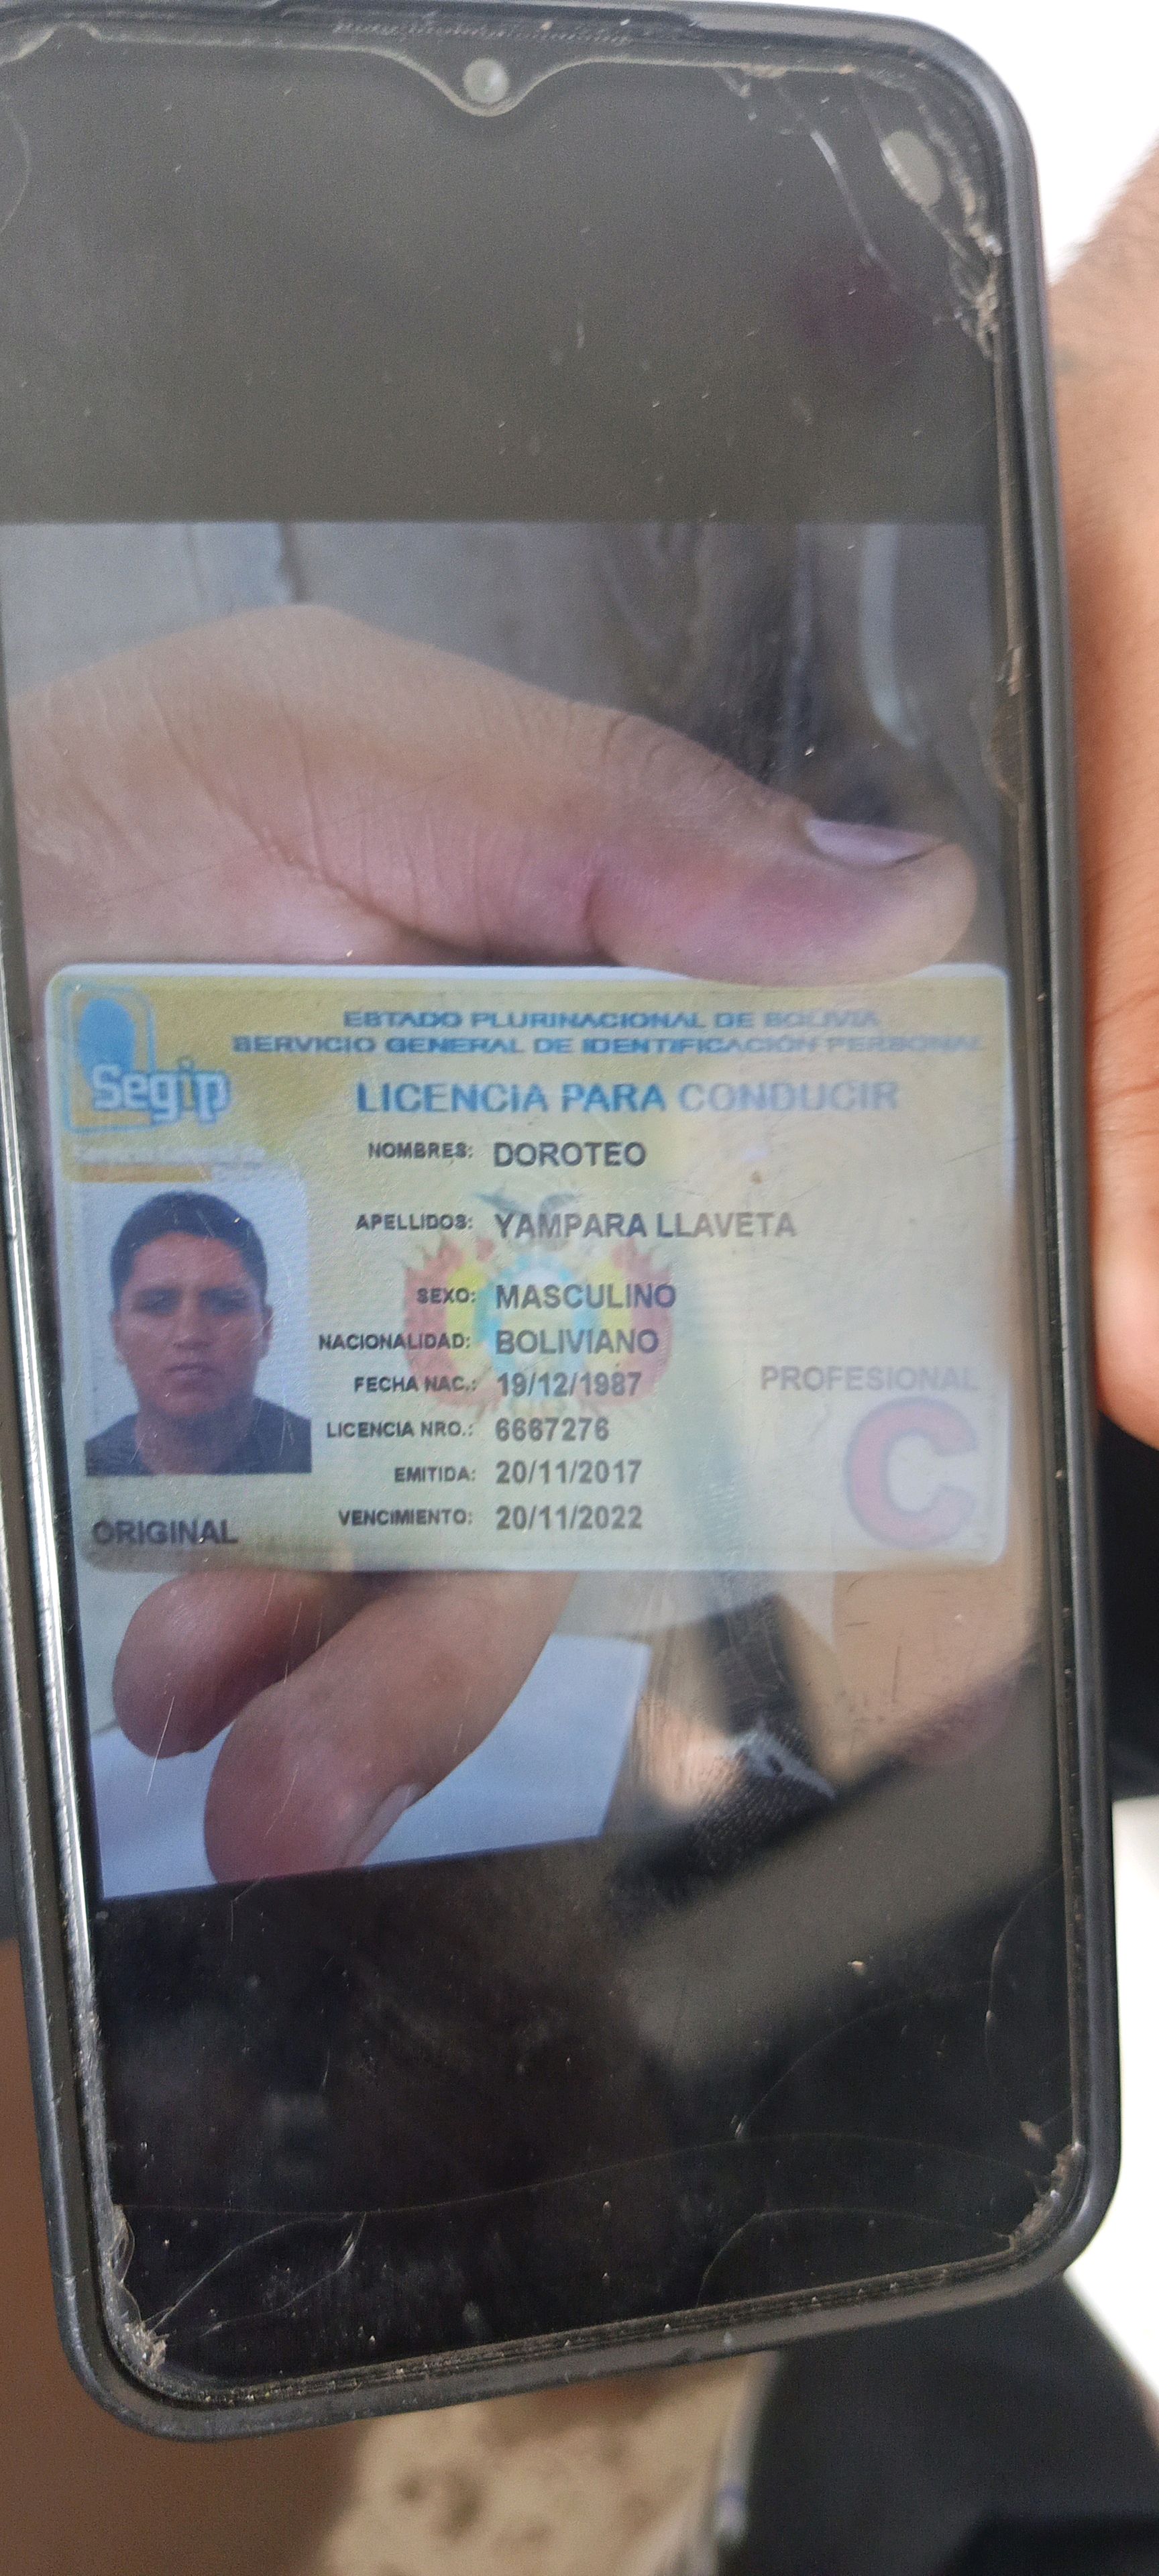 Segip
ESTADO PLURINACIONAL DE BOLIVIA
SERVICIO GENERAL DE IDENTIFICACIÓN PERSONAL
LICENCIA PARA CONDUCIR
NOMBRES: DOROTEO
APELLIDOS: YAMPARA LLAVETA
SEXO: MASCULINO
NACIONALIDAD: BOLIVIANO
FECHA NAC.: 19/12/1987
LICENCIA NRO.: 6667276
EMITIDA: 20/11/2017
VENCIMIENTO: 20/11/2022
ORIGINAL
PROFESIONAL
C